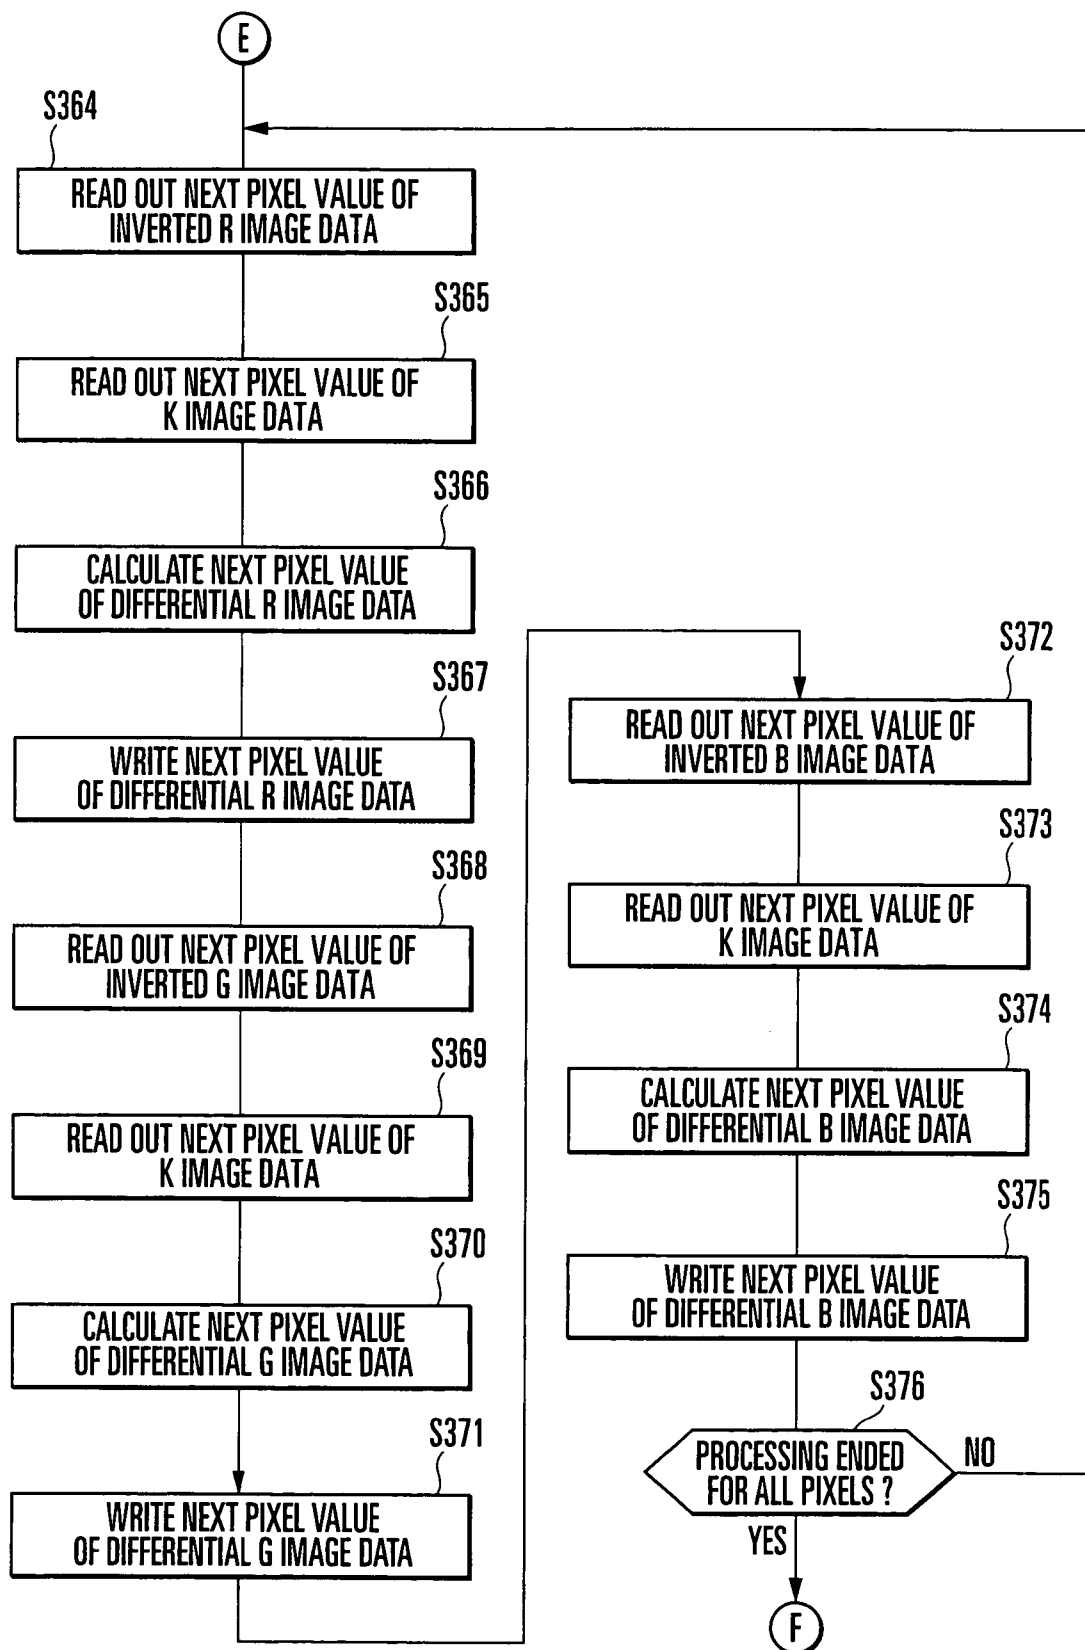 E
S364
READ OUT NEXT PIXEL VALUE OF
INVERTED R IMAGE DATA
S365
READ OUT NEXT PIXEL VALUE OF
K IMAGE DATA
S366
CALCULATE NEXT PIXEL VALUE
OF DIFFERENTIAL R IMAGE DATA
S367
WRITE NEXT PIXEL VALUE
OF DIFFERENTIAL R IMAGE DATA
S368
READ OUT NEXT PIXEL VALUE OF
INVERTED G IMAGE DATA
S369
READ OUT NEXT PIXEL VALUE OF
K IMAGE DATA
S370
CALCULATE NEXT PIXEL VALUE
OF DIFFERENTIAL G IMAGE DATA
S371
WRITE NEXT PIXEL VALUE
OF DIFFERENTIAL G IMAGE DATA
S372
READ OUT NEXT PIXEL VALUE OF
INVERTED B IMAGE DATA
S373
READ OUT NEXT PIXEL VALUE OF
K IMAGE DATA
S374
CALCULATE NEXT PIXEL VALUE
OF DIFFERENTIAL B IMAGE DATA
S375
WRITE NEXT PIXEL VALUE
OF DIFFERENTIAL B IMAGE DATA
S376
PROCESSING ENDED
FOR ALL PIXELS ?
NO
YES
F